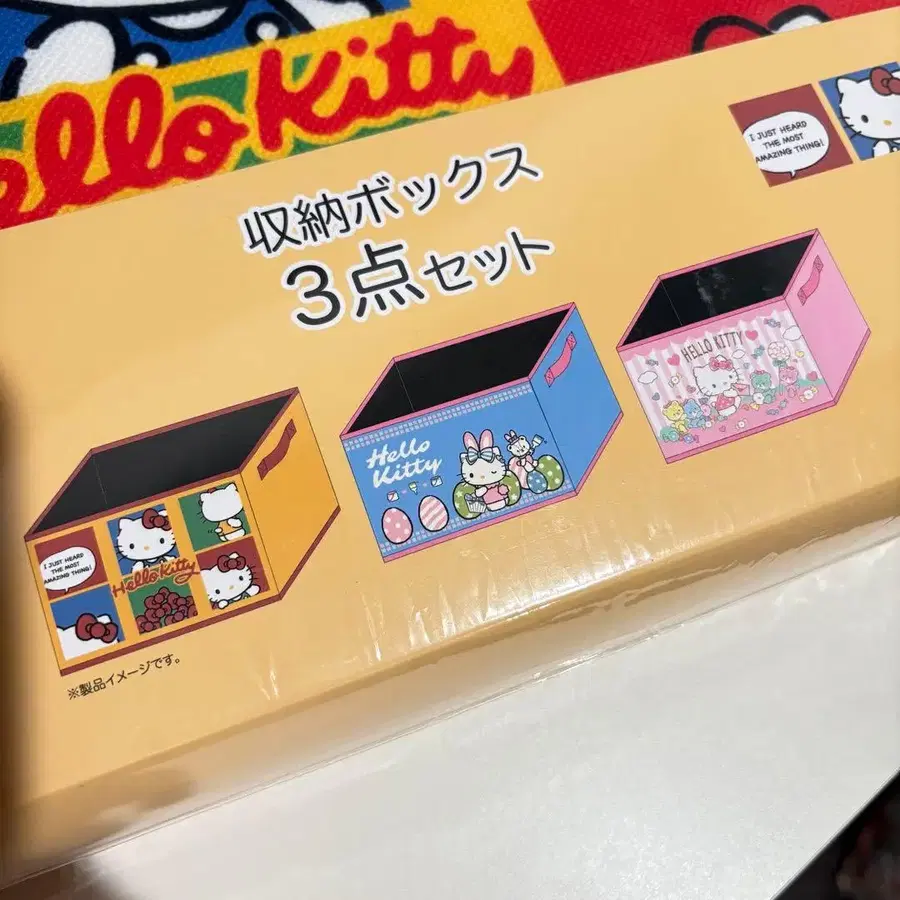 Hello Kitty
収納ボックス
3点セット
I JUST HEARD
THE MOST
AMAZING THING!
HELLO KITTY
Hello
Kitty
I JUST HEARD
THE MOST
AMAZING THING!
Hello Kitty
※製品イメージです。